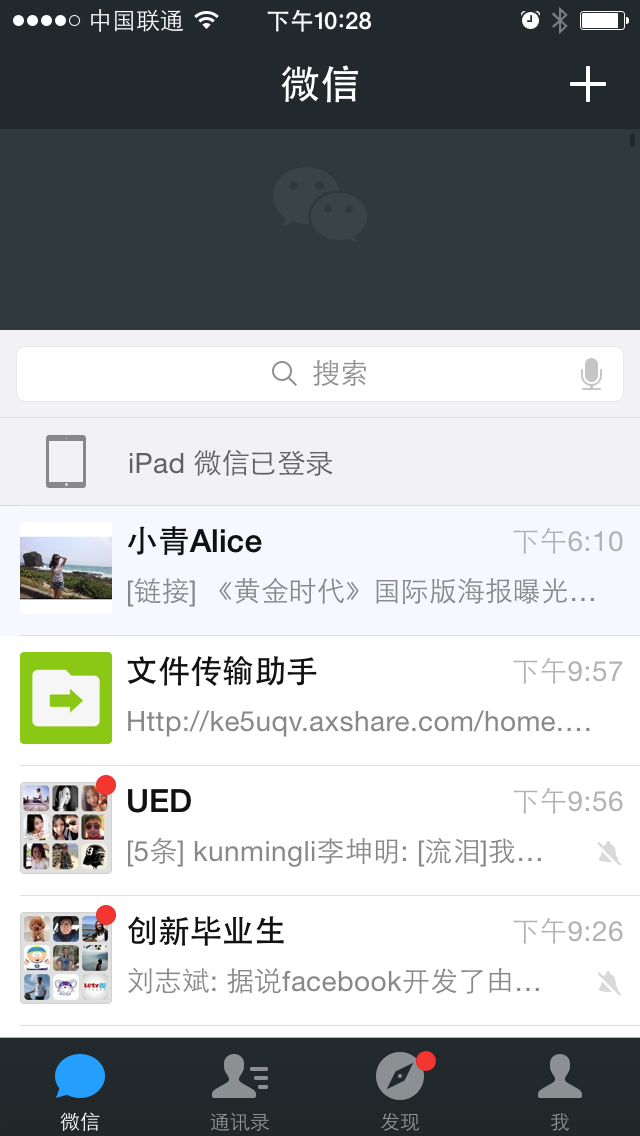 中国联通 下午10:28
微信
搜索
iPad 微信已登录
小青Alice 下午6:10
[链接] 《黄金时代》国际版海报曝光...
文件传输助手 下午9:57
Http://ke5uqv.axshare.com/home....
UED 下午9:56
[5条] kunmingli李坤明: [流泪]我...
创新毕业生 下午9:26
刘志斌: 据说facebook开发了由...
微信 通讯录 发现 我